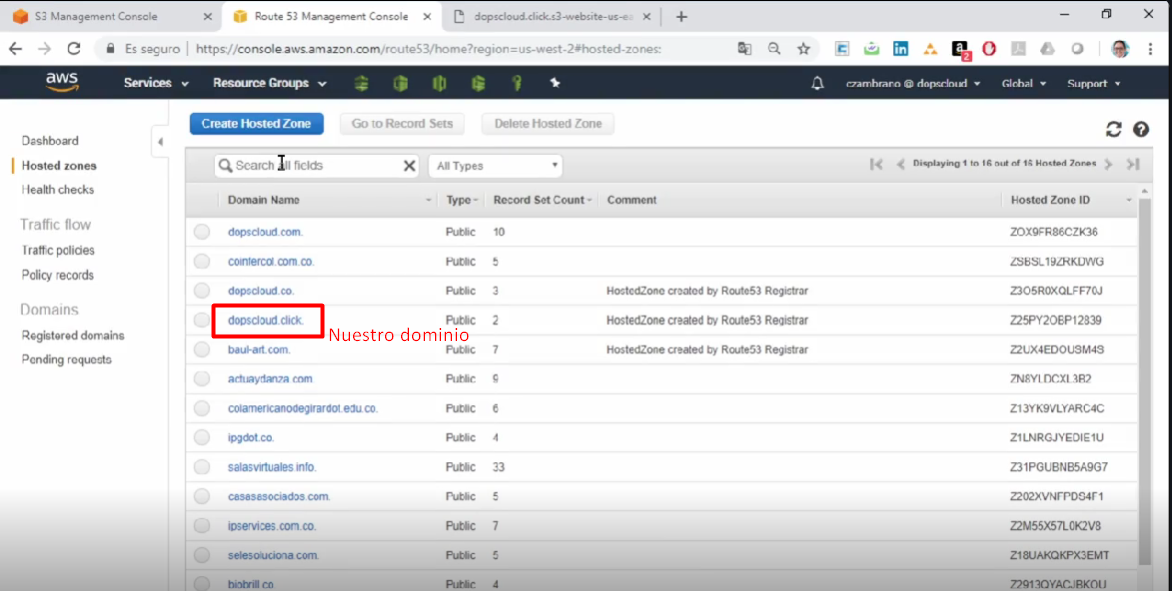 S3 Management Console
Route 53 Management Console
dopscloud.click.s3-website-us-ea
Es seguro | https://console.aws.amazon.com/route53/home?region=us-west-2#hosted-zones:
aws Services Resource Groups czambrano @ dopscloud Global Support
Create Hosted Zone Go to Record Sets Delete Hosted Zone
Dashboard
Hosted zones
Health checks
Traffic flow
Traffic policies
Policy records
Domains
Registered domains
Pending requests
Search all fields All Types Displaying 1 to 16 out of 16 Hosted Zones
Domain Name Type Record Set Count Comment Hosted Zone ID
dopscloud.com. Public 10 ZOX9FR86CZK36
cointercol.com.co. Public 5 ZSBSL19ZRKDWG
dopscloud.co. Public 3 HostedZone created by Route53 Registrar Z3O5R0XQLFF70J
dopscloud.click. Public 2 HostedZone created by Route53 Registrar Z25PY2OBP12839
Nuestro dominio
baul-art.com. Public 7 HostedZone created by Route53 Registrar Z2UX4EDOUSM4S
actuaydanza.com Public 9 ZN8YLDCXL3B2
colamericanodegirardot.edu.co. Public 6 Z13YK9VLYARC4C
ipgdot.co. Public 4 Z1LNRGJYEDIE1U
salasvirtuales.info. Public 33 Z31PGUBNB5A9G7
casasasociados.com. Public 5 Z202XVNFPDS4F1
ipservices.com.co. Public 7 Z2M55X57L0K2V8
selesoluciona.com. Public 5 Z18UAKQKPX3EMT
biobrill.co Public 4 Z2913QYACJBKOU